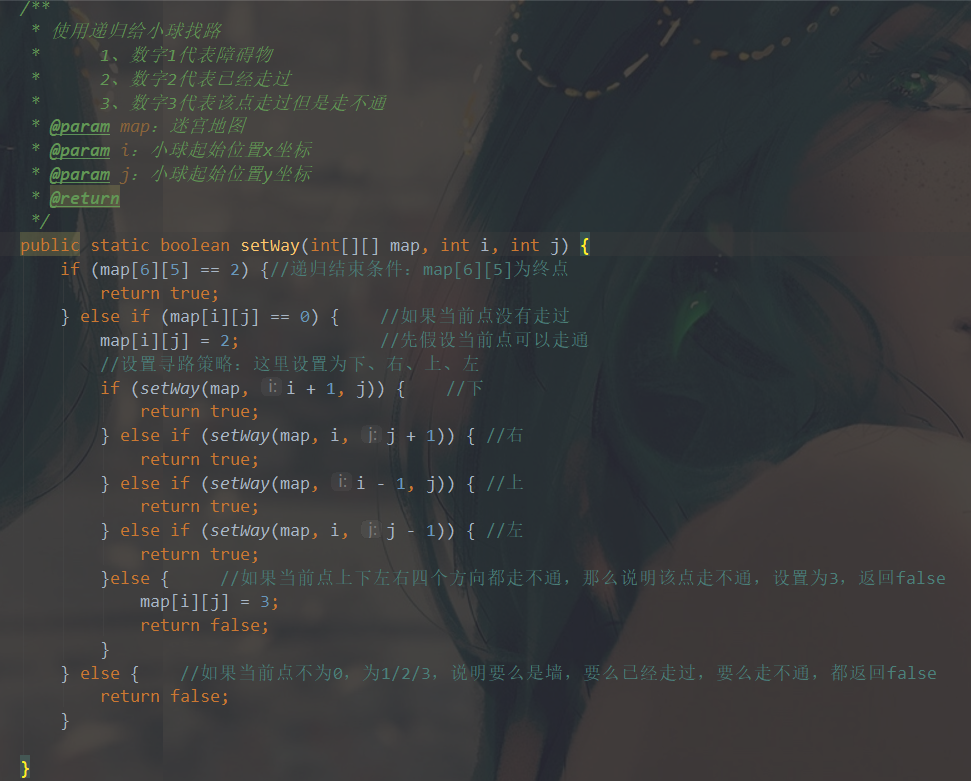 /**
 * 使用递归给小球找路
 *      1、数字1代表障碍物
 *      2、数字2代表已经走过
 *      3、数字3代表该点走过但是走不通
 * @param map：迷宫地图
 * @param i：小球起始位置x坐标
 * @param j：小球起始位置y坐标
 * @return
 */
public static boolean setWay(int[][] map, int i, int j) {
    if (map[6][5] == 2) {//递归结束条件：map[6][5]为终点
        return true;
    } else if (map[i][j] == 0) {    //如果当前点没有走过
        map[i][j] = 2;              //先假设当前点可以走通
        //设置寻路策略：这里设置为下、右、上、左
        if (setWay(map, i: i + 1, j)) {    //下
            return true;
        } else if (setWay(map, i, j: j + 1)) { //右
            return true;
        } else if (setWay(map, i: i - 1, j)) { //上
            return true;
        } else if (setWay(map, i, j: j - 1)) { //左
            return true;
        }else {     //如果当前点上下左右四个方向都走不通，那么说明该点走不通，设置为3，返回false
            map[i][j] = 3;
            return false;
        }
    } else {    //如果当前点不为0，为1/2/3，说明要么是墙，要么已经走过，要么走不通，都返回false
        return false;
    }
}